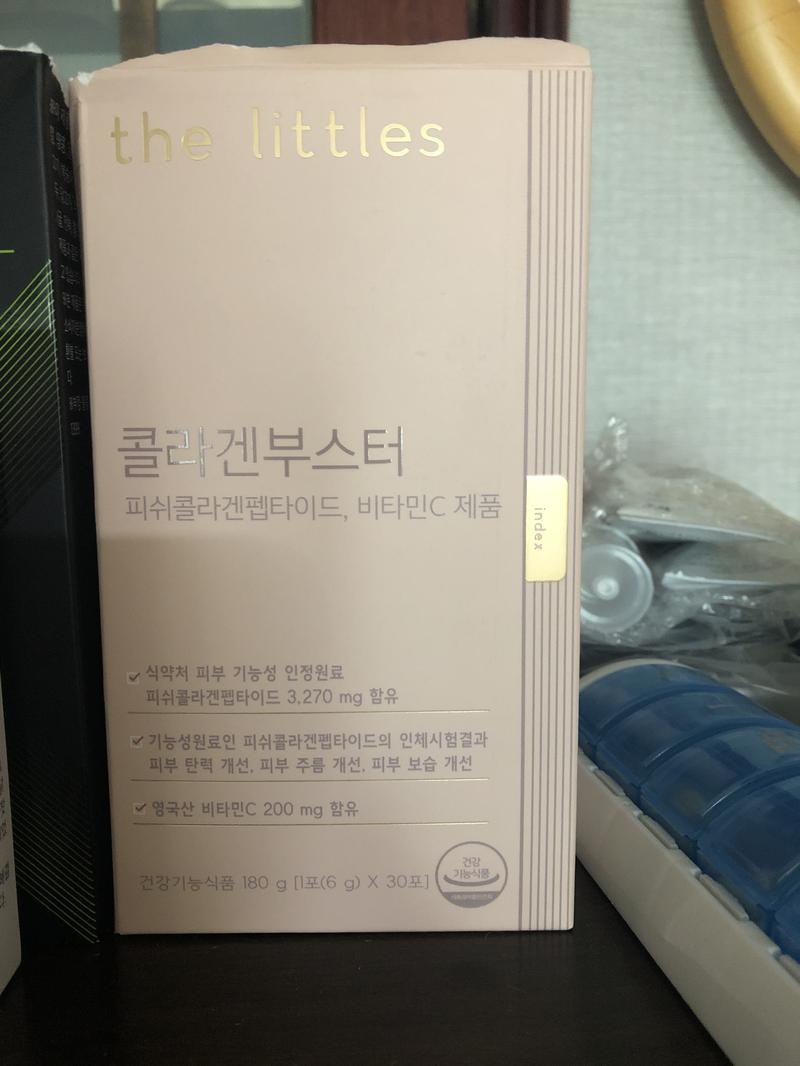 the littles
콜라겐부스터
피쉬콜라겐펩타이드, 비타민C 제품
index
식약처 피부 기능성 인정원료
피쉬콜라겐펩타이드 3,270 mg 함유
기능성원료인 피쉬콜라겐펩타이드의 인체시험결과
피부 탄력 개선, 피부 주름 개선, 피부 보습 개선
영국산 비타민C 200 mg 함유
건강기능식품 180 g [1포(6 g) X 30포]
건강
기능식품